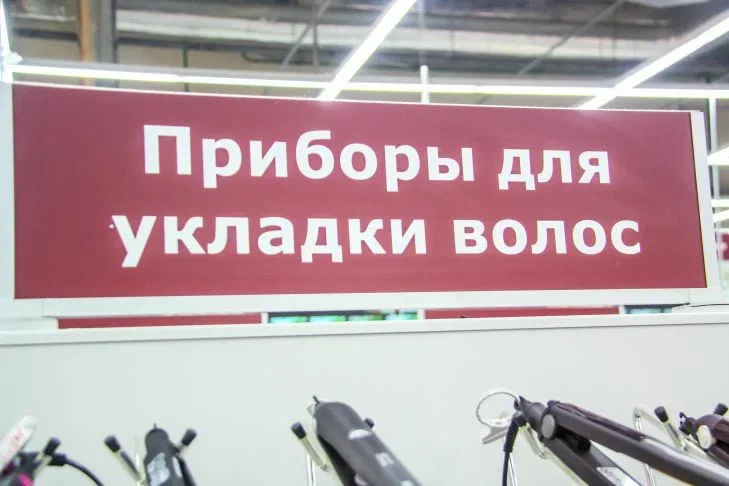 Приборы для
укладки волос